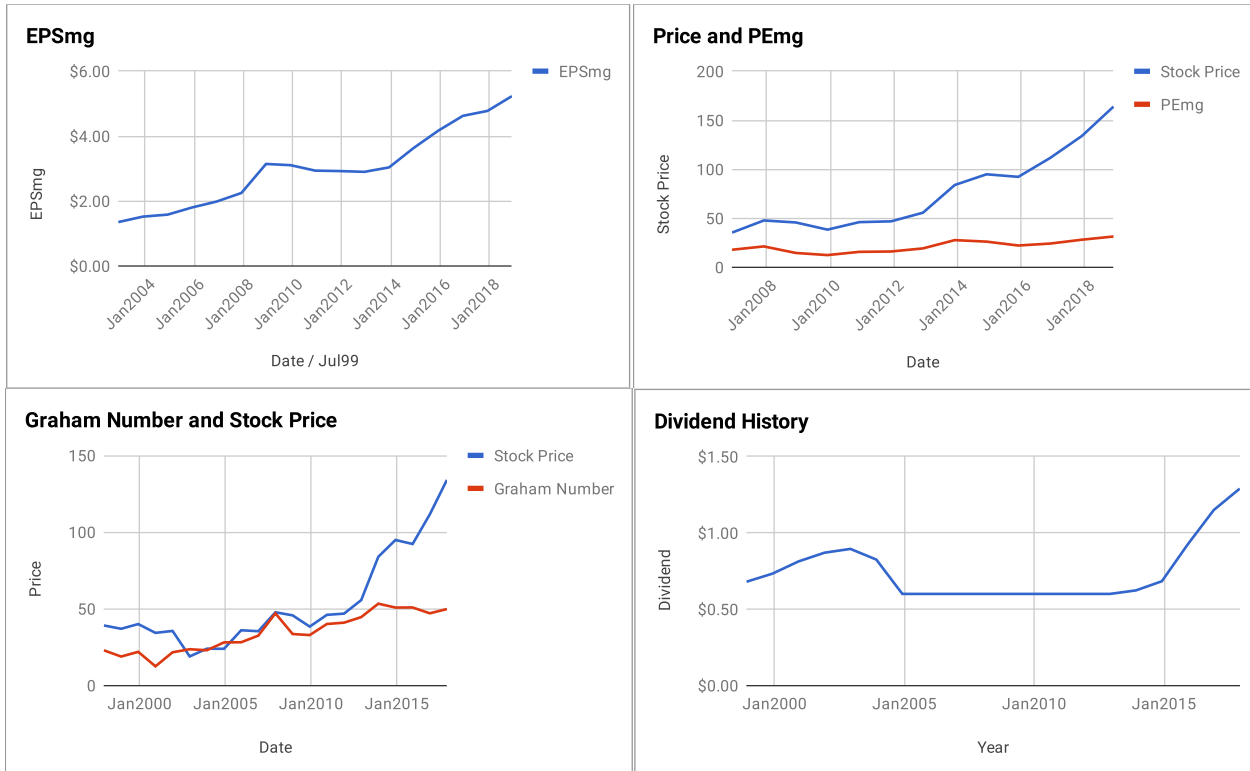 EPSmg
$6.00
$4.00
$2.00
$0.00
EPSmg
EPSmg
Jan2004
Jan2006
Jan2008
Jan2010
Jan2012
Jan2014
Jan2016
Jan2018
Date / Jul99
Price and PEmg
200
150
100
50
0
Stock Price
Stock Price
PEmg
Jan2008
Jan2010
Jan2012
Jan2014
Jan2016
Jan2018
Date
Graham Number and Stock Price
150
100
50
0
Price
Stock Price
Graham Number
Jan2000
Jan2005
Jan2010
Jan2015
Date
Dividend History
$1.50
$1.00
$0.50
$0.00
Dividend
Jan2000
Jan2005
Jan2010
Jan2015
Year